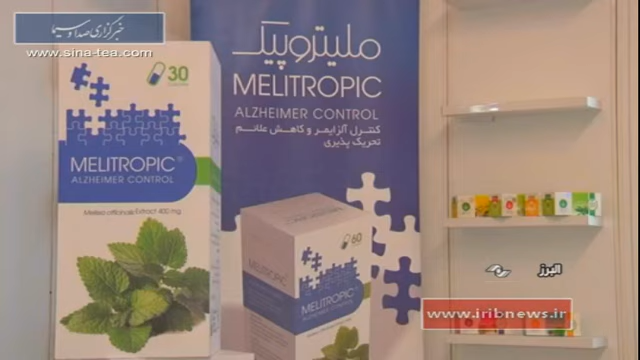 خبرگزاری صدا و سیما
www.sina-tea.com
30
MELITROPIC®
ALZHEIMER CONTROL
Melissa officinalis Extract 400 mg
ملیتروپیک
MELITROPIC
ALZHEIMER CONTROL
کنترل آلزایمر و کاهش علائم
تحریک پذیری
60
MELITROPIC
ALZHEIMER CONTROL
البرز
www.iribnews.ir